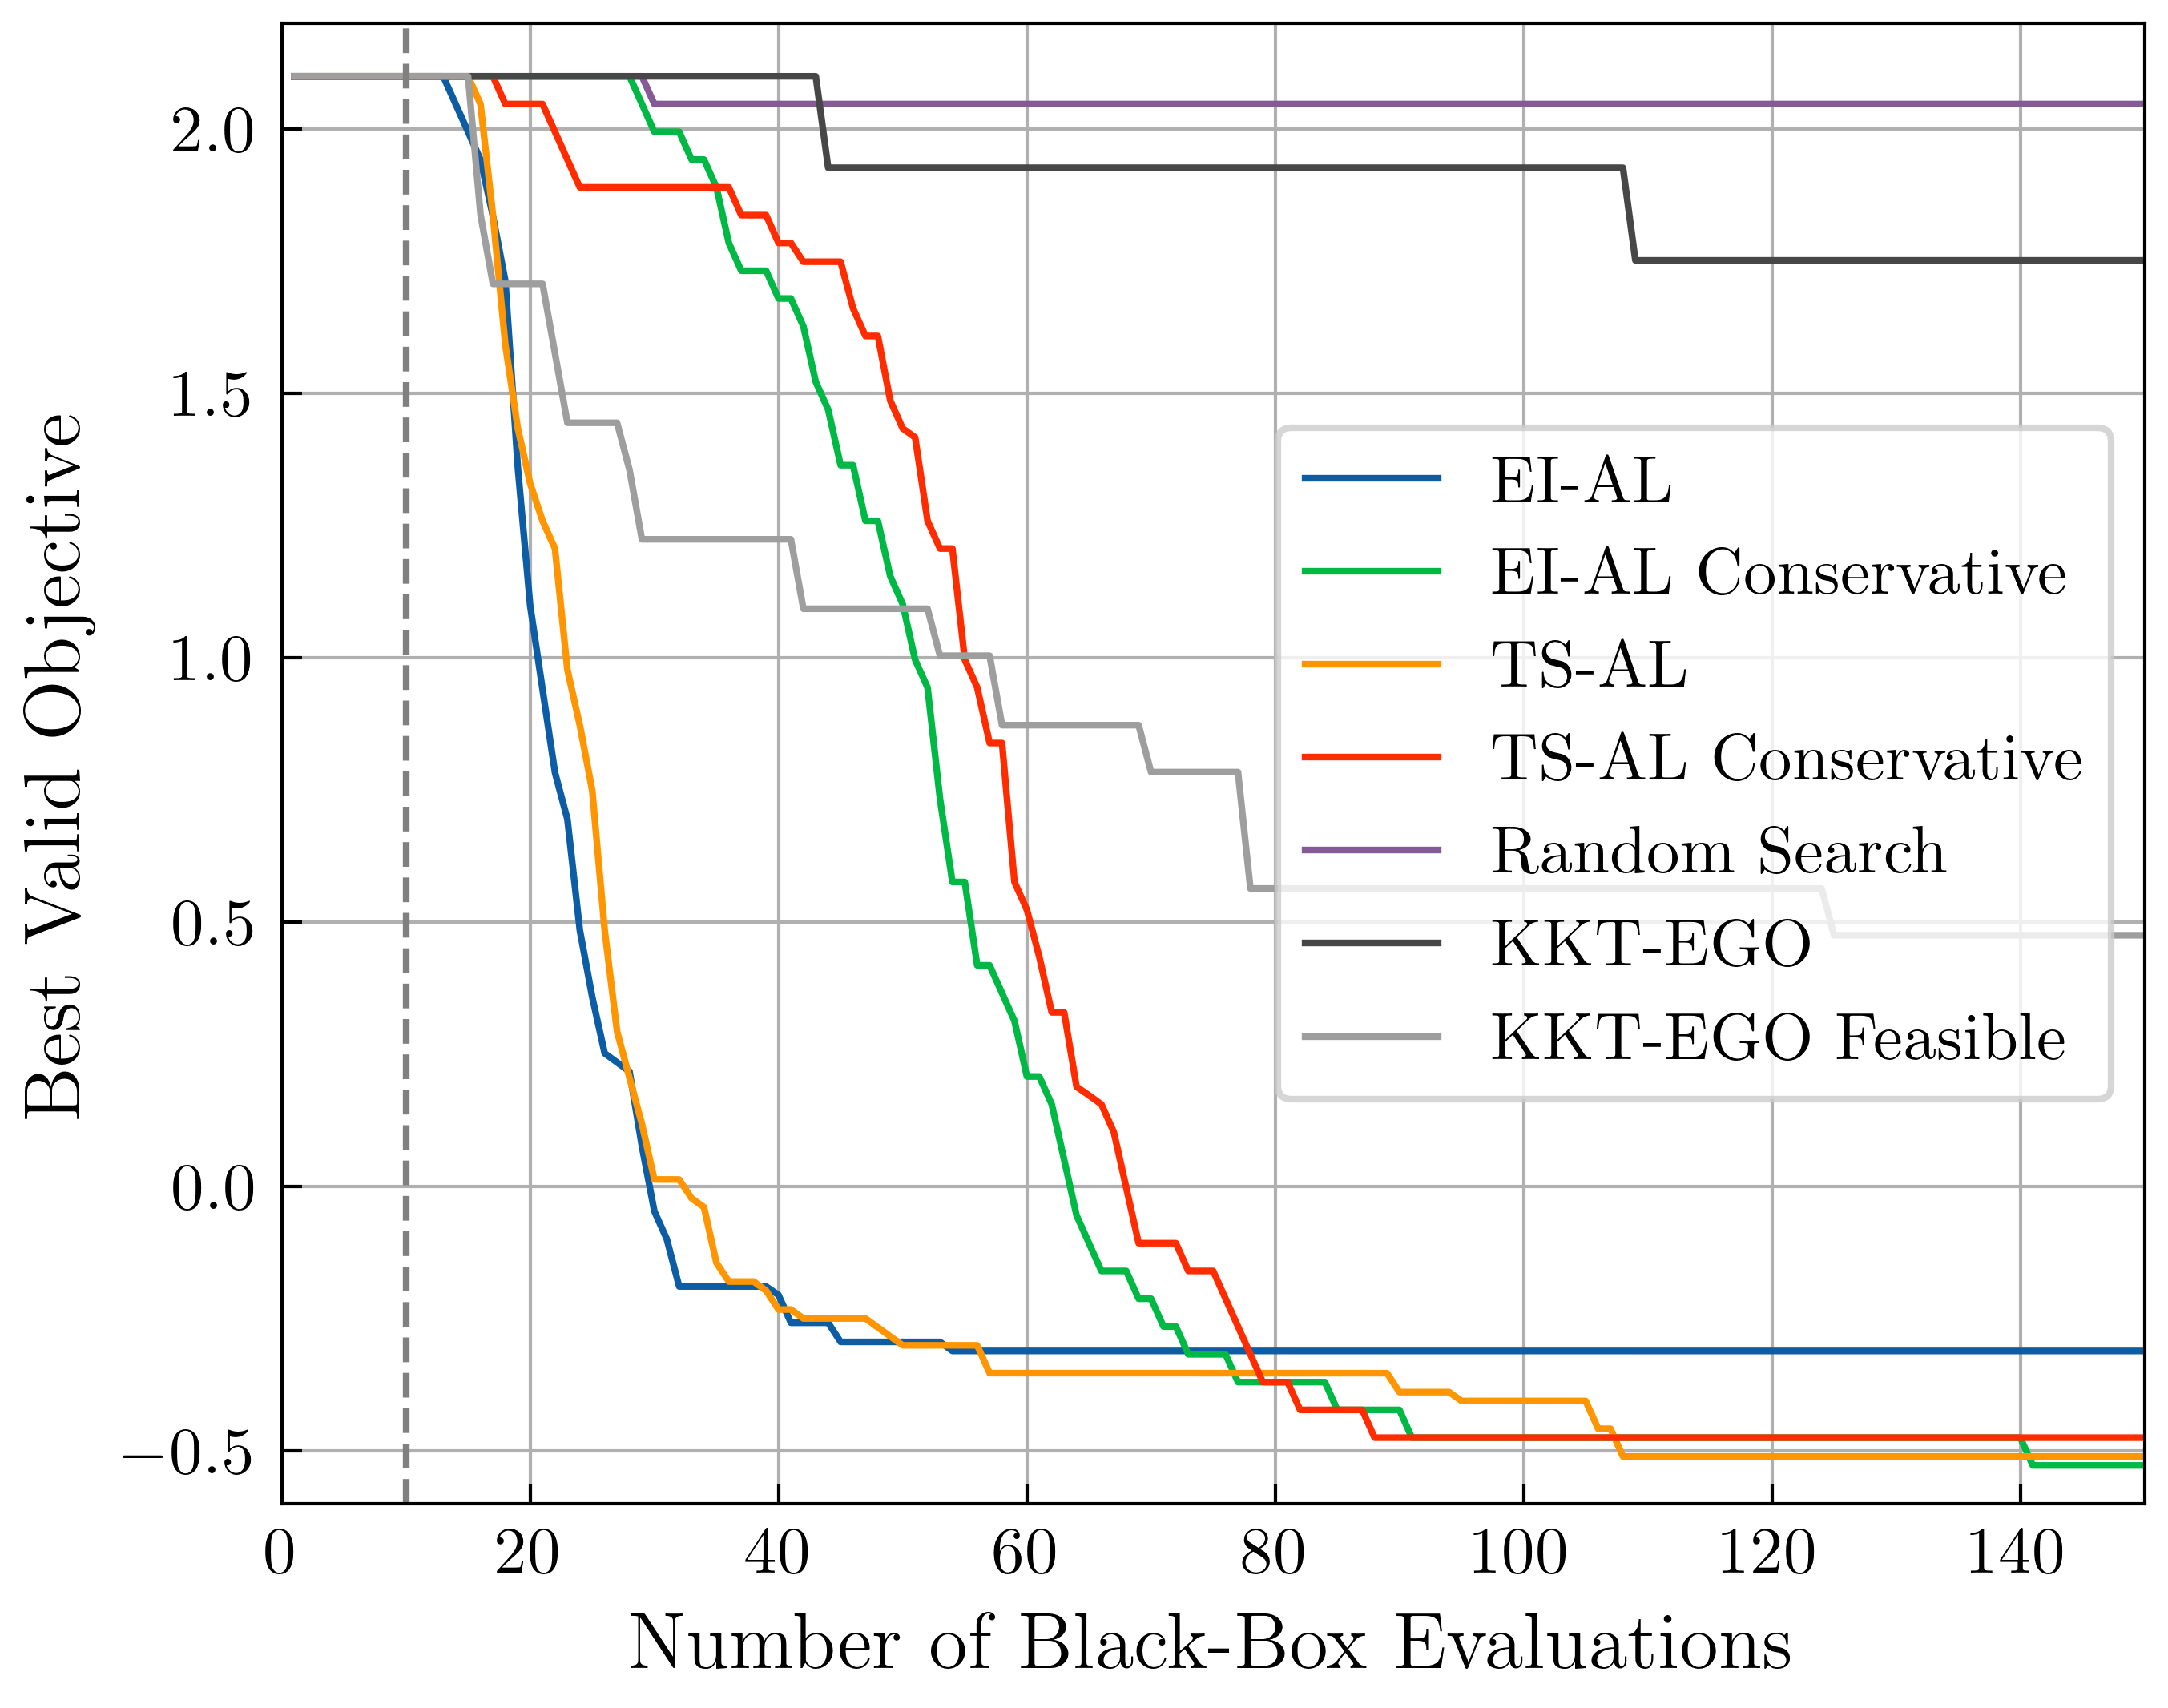 Best Valid Objective
2.0
1.5
1.0
0.5
0.0
−0.5
EI-AL
EI-AL Conservative
TS-AL
TS-AL Conservative
Random Search
KKT-EGO
KKT-EGO Feasible
0 20 40 60 80 100 120 140
Number of Black-Box Evaluations